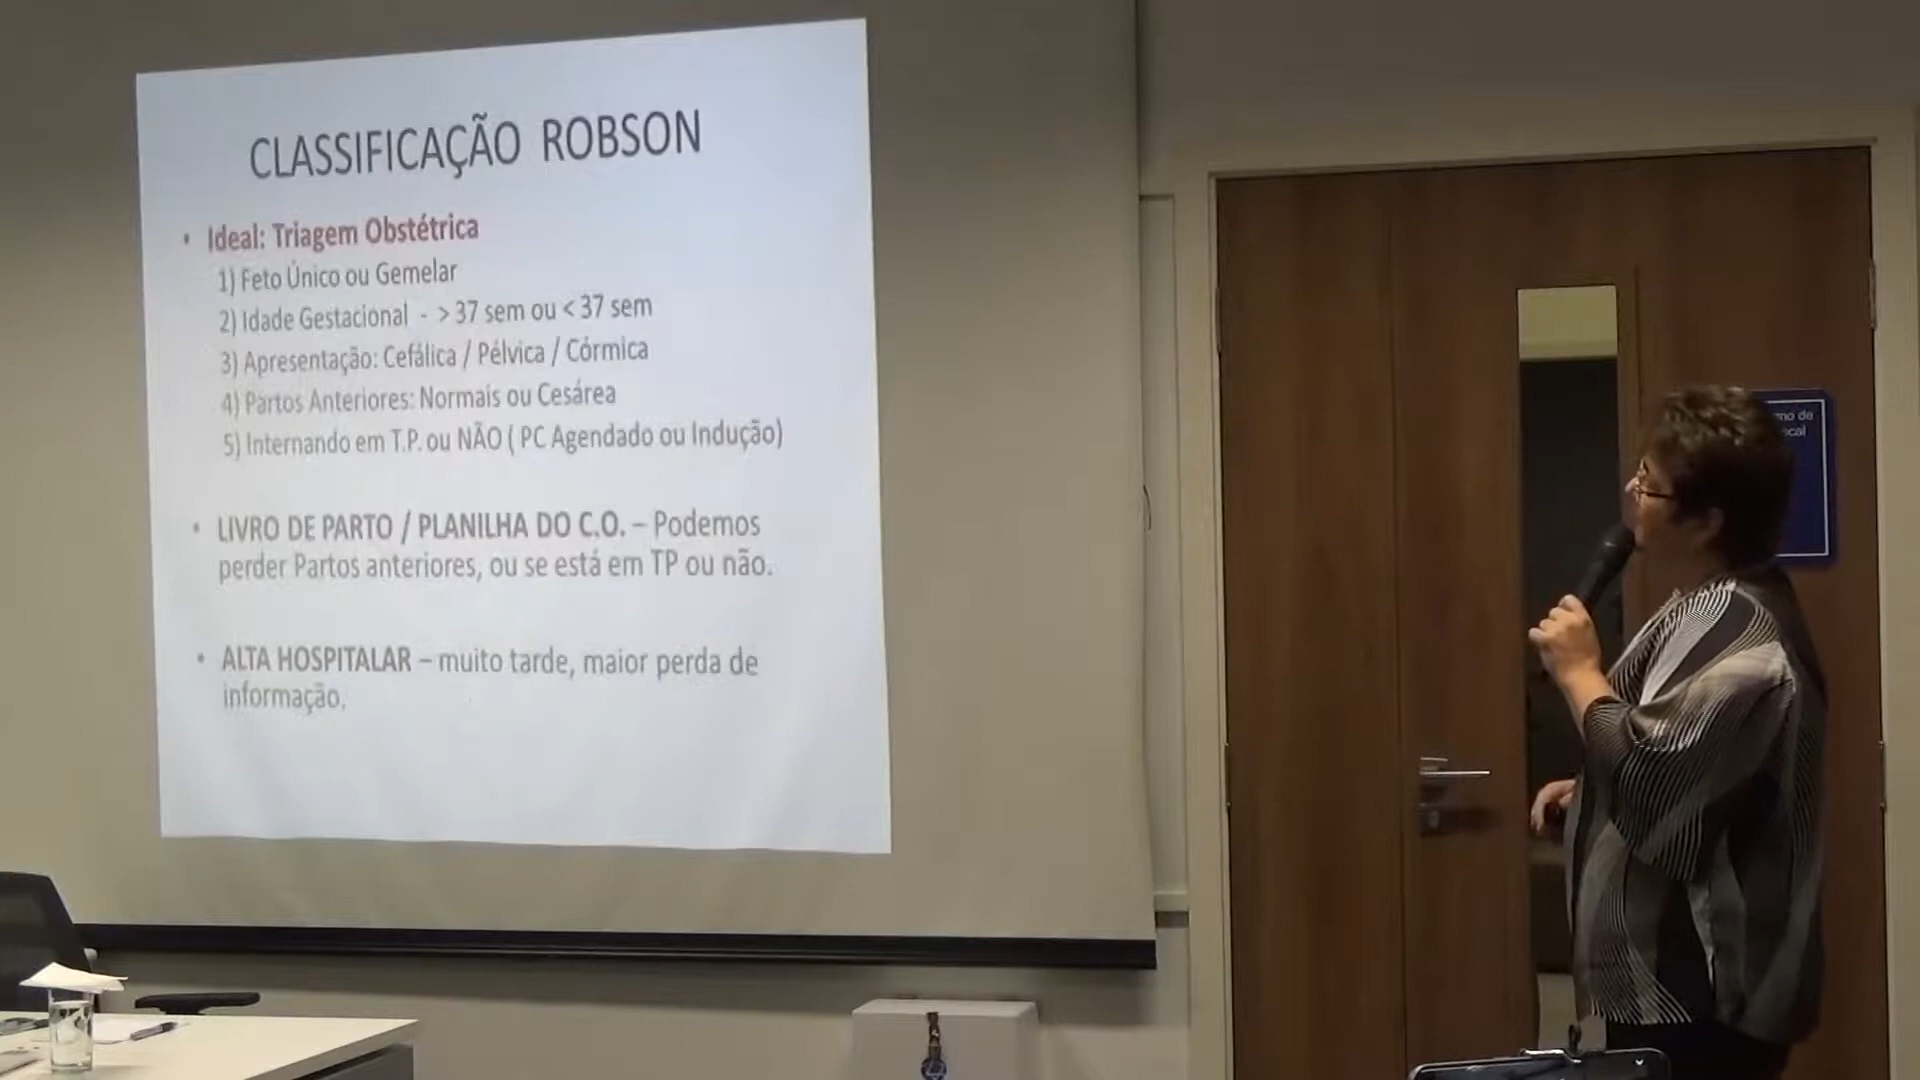 CLASSIFICAÇÃO ROBSON
• Ideal: Triagem Obstétrica
1) Feto Único ou Gemelar
2) Idade Gestacional - > 37 sem ou < 37 sem
3) Apresentação: Cefálica / Pélvica / Córmica
4) Partos Anteriores: Normais ou Cesárea
5) Internando em T.P. ou NÃO ( PC Agendado ou Indução)
• LIVRO DE PARTO / PLANILHA DO C.O. – Podemos
perder Partos anteriores, ou se está em TP ou não.
• ALTA HOSPITALAR – muito tarde, maior perda de
informação.